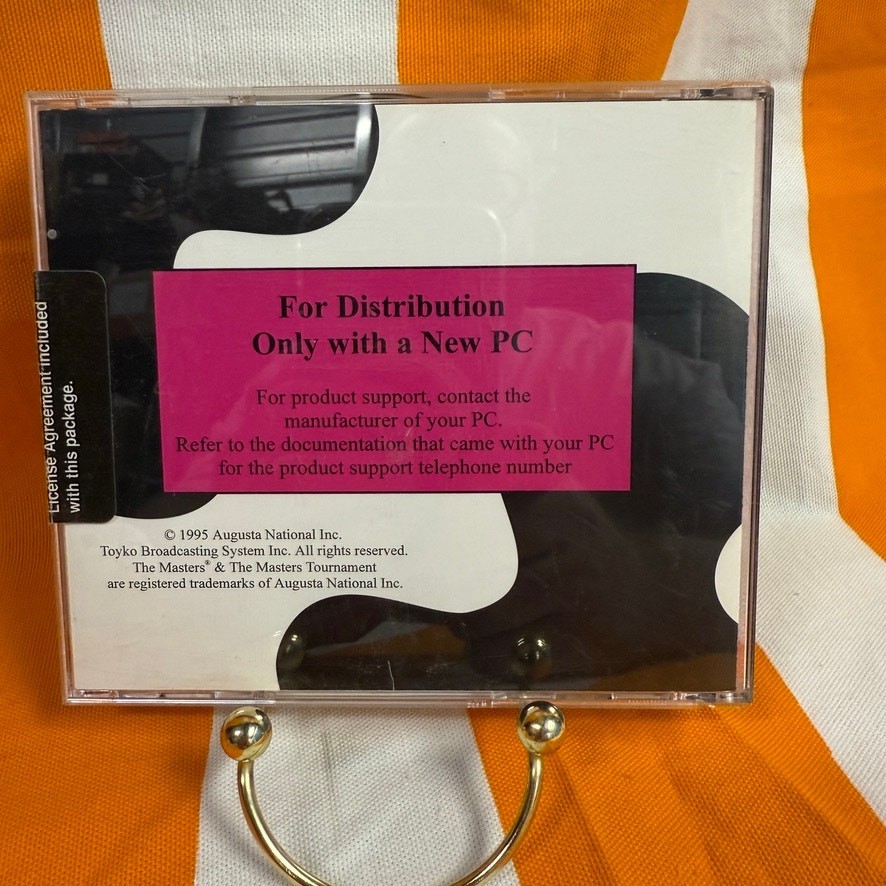 For Distribution
Only with a New PC
For product support, contact the
manufacturer of your PC.
Refer to the documentation that came with your PC
for the product support telephone number
License Agreement included
with this package.
© 1995 Augusta National Inc.
Toyko Broadcasting System Inc. All rights reserved.
The Masters® & The Masters Tournament
are registered trademarks of Augusta National Inc.